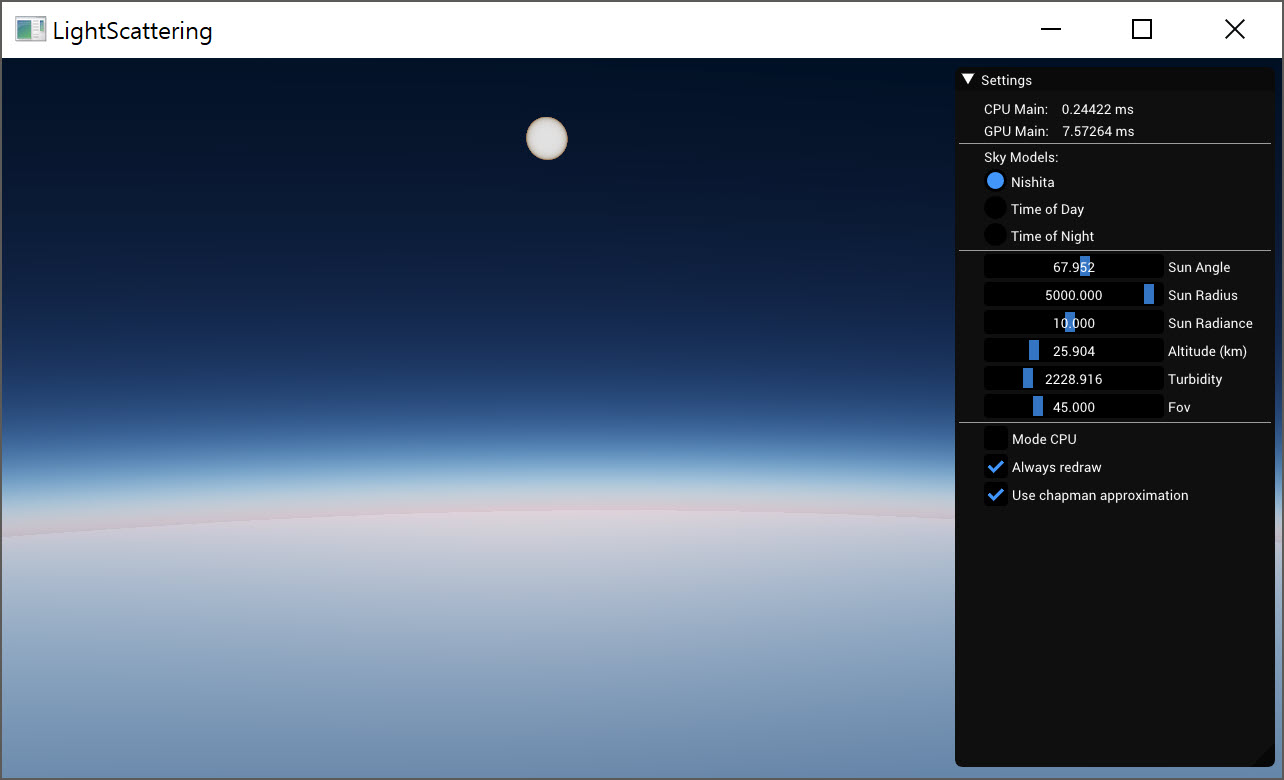 LightScattering
Settings
CPU Main: 0.24422 ms
GPU Main: 7.57264 ms
Sky Models:
Nishita
Time of Day
Time of Night
67.952 Sun Angle
5000.000 Sun Radius
10.000 Sun Radiance
25.904 Altitude (km)
2228.916 Turbidity
45.000 Fov
Mode CPU
Always redraw
Use chapman approximation